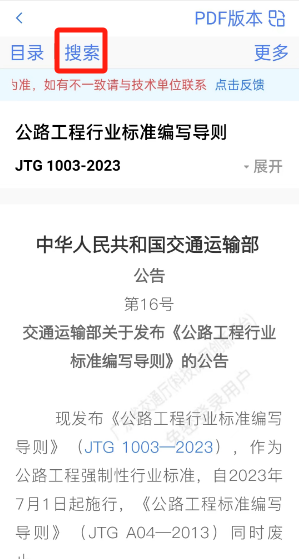 PDF版本
目录 搜索 更多
为准，如有不一致请与技术单位联系 点击反馈
公路工程行业标准编写导则
JTG 1003-2023 展开
中华人民共和国交通运输部
公告
第16号
交通运输部关于发布《公路工程行业
标准编写导则》的公告
现发布《公路工程行业标准编写
导则》（JTG 1003—2023），作为
公路工程强制性行业标准，自2023年
7月1日起施行，《公路工程行业标准编写
导则》（JTG A04—2013）同时废